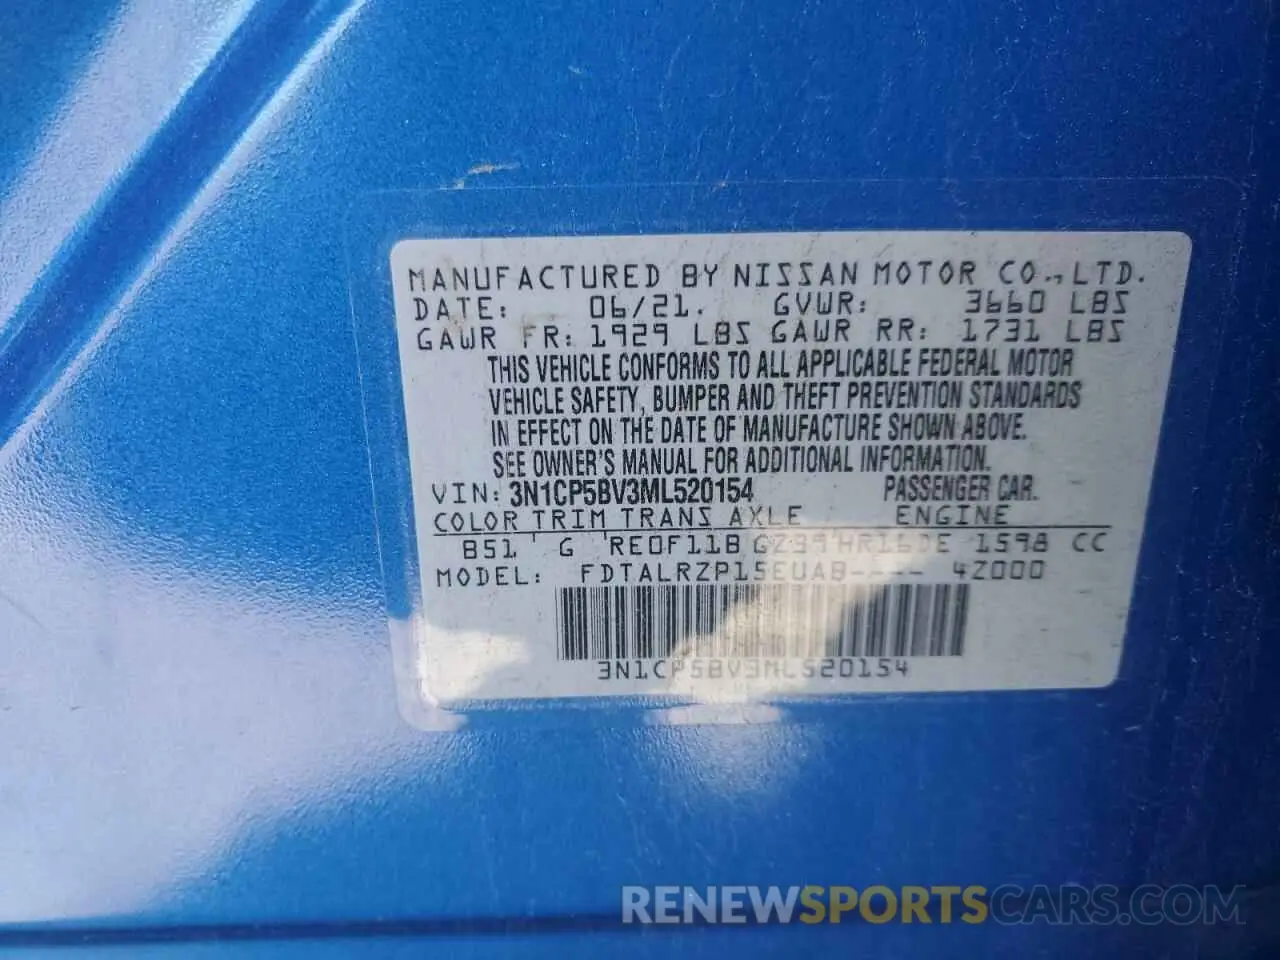 MANUFACTURED BY NISSAN MOTOR CO., LTD.
DATE: 06/21. GVWR: 3660 LBS
GAWR FR: 1929 LBS GAWR RR: 1731 LBS
THIS VEHICLE CONFORMS TO ALL APPLICABLE FEDERAL MOTOR
VEHICLE SAFETY, BUMPER AND THEFT PREVENTION STANDARDS
IN EFFECT ON THE DATE OF MANUFACTURE SHOWN ABOVE.
SEE OWNER'S MANUAL FOR ADDITIONAL INFORMATION.
VIN: 3N1CP5BV3ML520154 PASSENGER CAR.
COLOR TRIM TRANS AXLE ENGINE
B51 G RE0F11B GZ39 HR16DE 1598 CC
MODEL: FDTALRZP15EUAB---- 4Z000
3N1CP5BV3ML520154
RENEWSPORTSCARS.COM